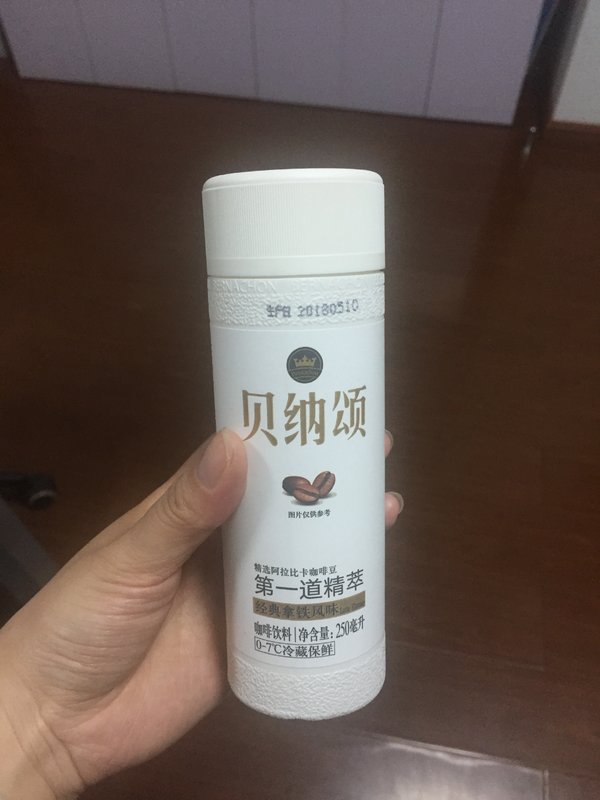 BERNACHON BERNACHON
生产日 20180510
贝纳颂
图片仅供参考
精选阿拉比卡咖啡豆
第一道精萃
经典拿铁风味
咖啡饮料|净含量：250毫升
0-7℃冷藏保鲜